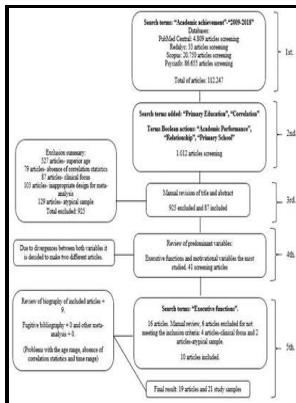 Search terms: "Academic achievement"-"2009-2018"
Databases:
PubMed Central: 4.809 articles screening
Redalyc: 33 articles screening
Scopus: 20.750 articles screening
Psycinfo: 86.655 articles screening
Total of articles: 112.247
1st.
Search terms added: "Primary Education", "Correlation"
Terms Boolean actions: "Academic Performance",
"Relationship", "Primary School"
1.012 articles screening
2nd.
Exclusion summary:
527 articles- superior age
79 articles- absence of correlation statistics
87 articles- clinical focus
103 articles- inappropriate design for meta-
analysis
129 articles- atypical sample
Total excluded: 925
Manual revision of title and abstract
925 excluded and 87 included
3rd.
Due to divergences between both variables it
is decided to make two different articles.
Review of predominant variables:
Executive functions and motivational variables the
most studied. 41 screening articles
4th.
Review of biography of included articles +
9.
Fugitive bibliography + 0 and other meta-
analysis + 0.
(Problems with the age range, absence of
correlation statistics and time range)
Search terms: "Executive functions".
16 articles. Manual review, 6 articles excluded for not
meeting the inclusion criteria: 4 articles-clinical focus and 2
articles-atypical sample.
10 articles included.
5th.
Final result: 19 articles and 21 study samples